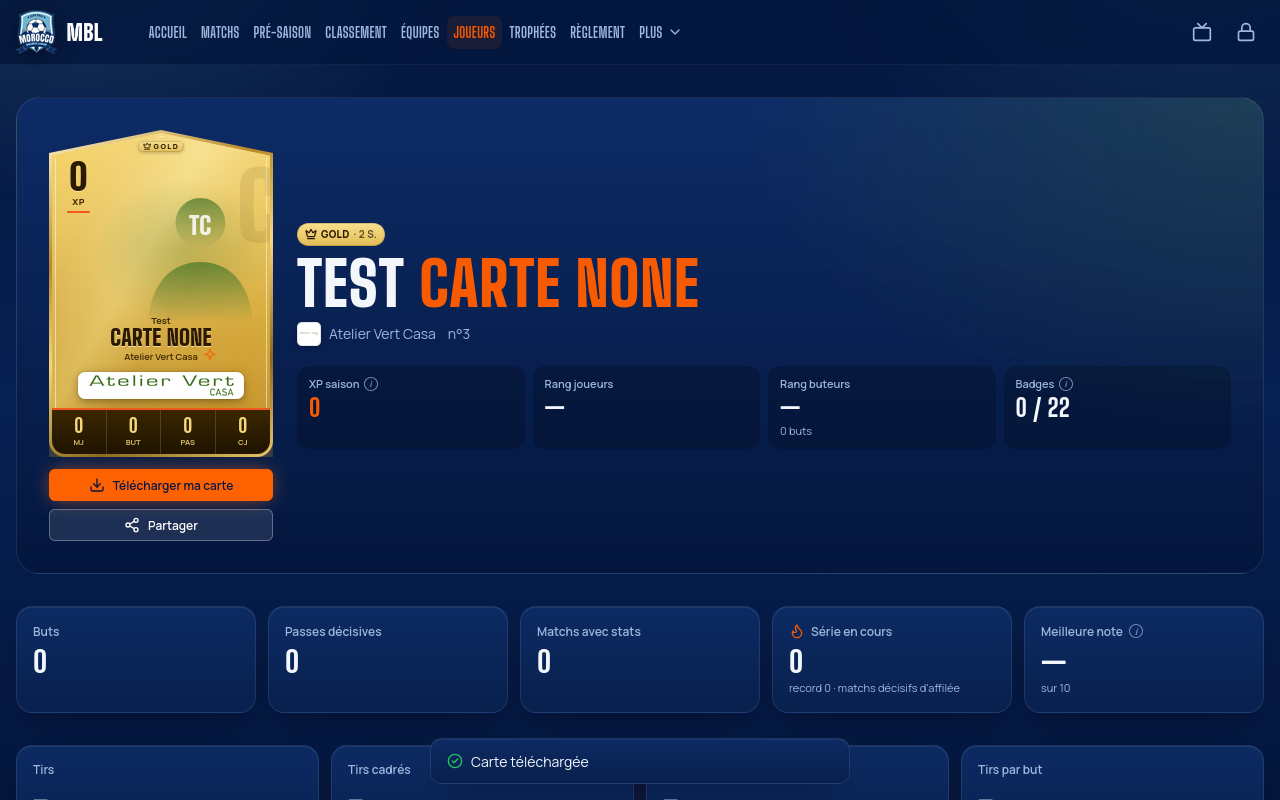 MOROCCO
MBL
ACCUEIL
MATCHS
PRÉ-SAISON
CLASSEMENT
ÉQUIPES
JOUEURS
TROPHÉES
RÈGLEMENT
PLUS
GOLD
0
XP
0
TC
Test
CARTE NONE
Atelier Vert Casa
Atelier Vert
CASA
0
MJ
0
BUT
0
PAS
0
CJ
Télécharger ma carte
Partager
GOLD · 2 S.
TEST CARTE NONE
Atelier Vert Casa n°3
XP saison i
0
Rang joueurs
—
Rang buteurs
—
0 buts
Badges i
0 / 22
Buts
0
Passes décisives
0
Matchs avec stats
0
Série en cours
0
record 0 · matchs décisifs d'affilée
Meilleure note i
—
sur 10
Tirs
Tirs cadrés
Tirs par but
Carte téléchargée